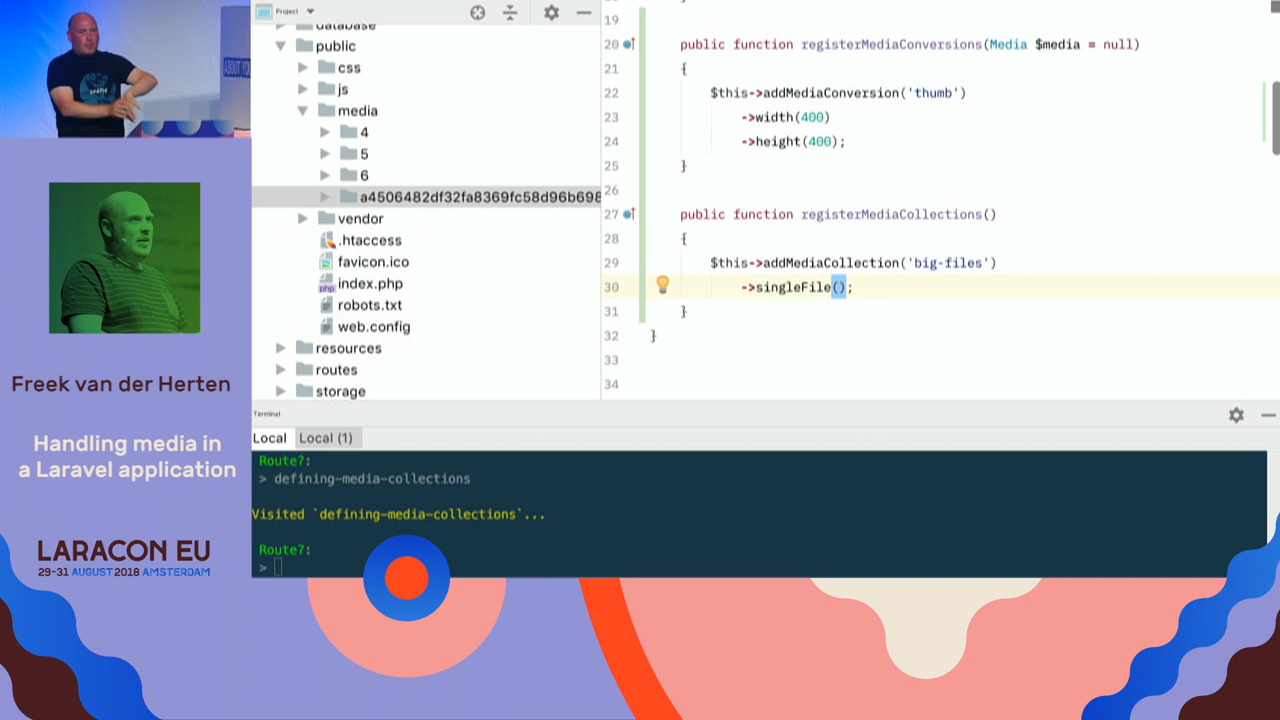 ABOUT YOU
Freek van der Herten
Handling media in
a Laravel application
LARACON EU
29-31 AUGUST 2018 AMSTERDAM
Project
database
public
css
js
media
4
5
6
a4506482df32fa8369fc58d96b698
vendor
.htaccess
favicon.ico
php
index.php
robots.txt
web.config
resources
routes
storage
19
20 public function registerMediaConversions(Media $media = null)
21 {
22 $this->addMediaConversion('thumb')
23 ->width(400)
24 ->height(400);
25 }
26
27 public function registerMediaCollections()
28 {
29 $this->addMediaCollection('big-files')
30 ->singleFile();
31 }
32 }
33
34
Terminal
Local Local (1)
Route?:
> defining-media-collections
Visited `defining-media-collections`...
Route?:
>